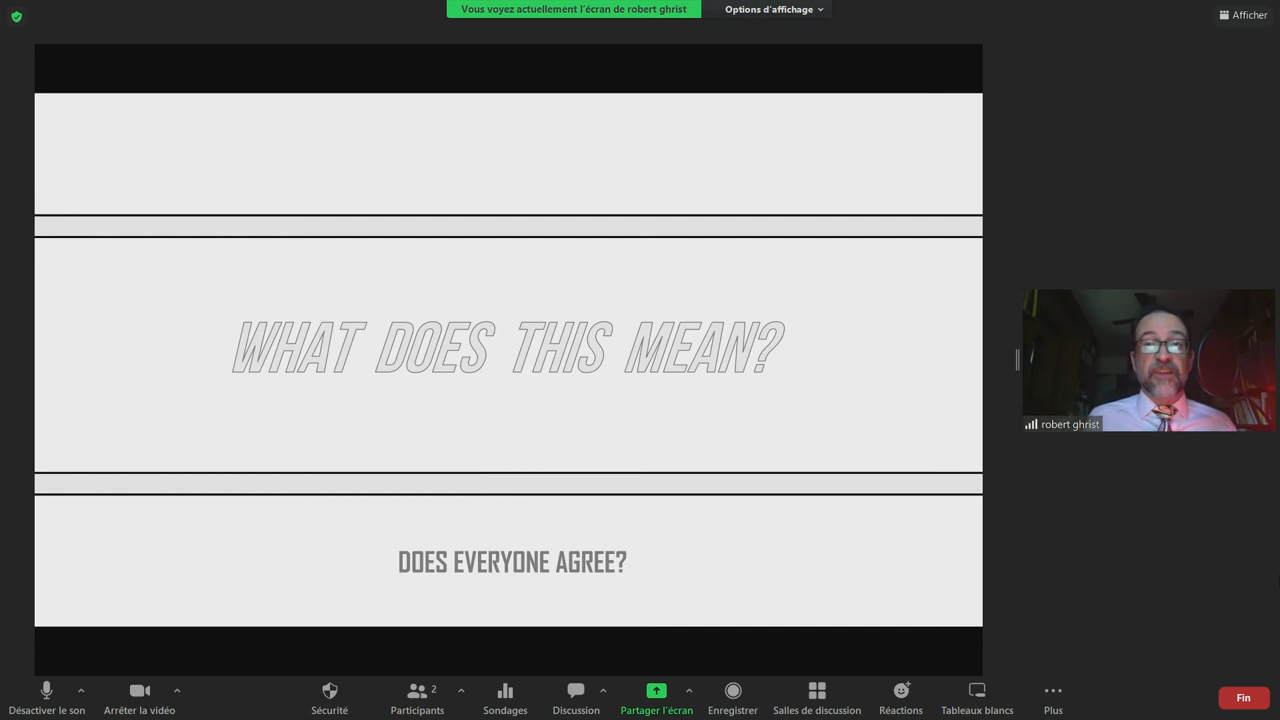 Vous voyez actuellement l'écran de robert ghrist
Options d'affichage
Afficher
WHAT DOES THIS MEAN?
robert ghrist
DOES EVERYONE AGREE?
2
Désactiver le son
Arrêter la vidéo
Sécurité
Participants
Sondages
Discussion
Partager l'écran
Enregistrer
Salles de discussion
Réactions
Tableaux blancs
Plus
Fin